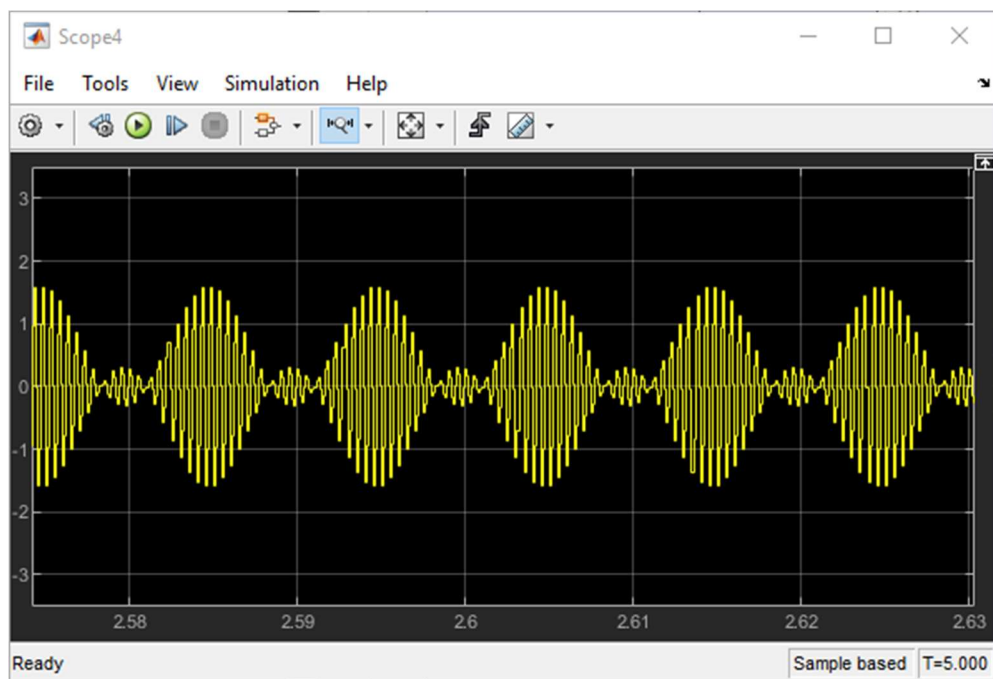 Scope4
File Tools View Simulation Help
3
2
1
0
-1
-2
-3
2.58 2.59 2.6 2.61 2.62 2.63
Ready Sample based T=5.000